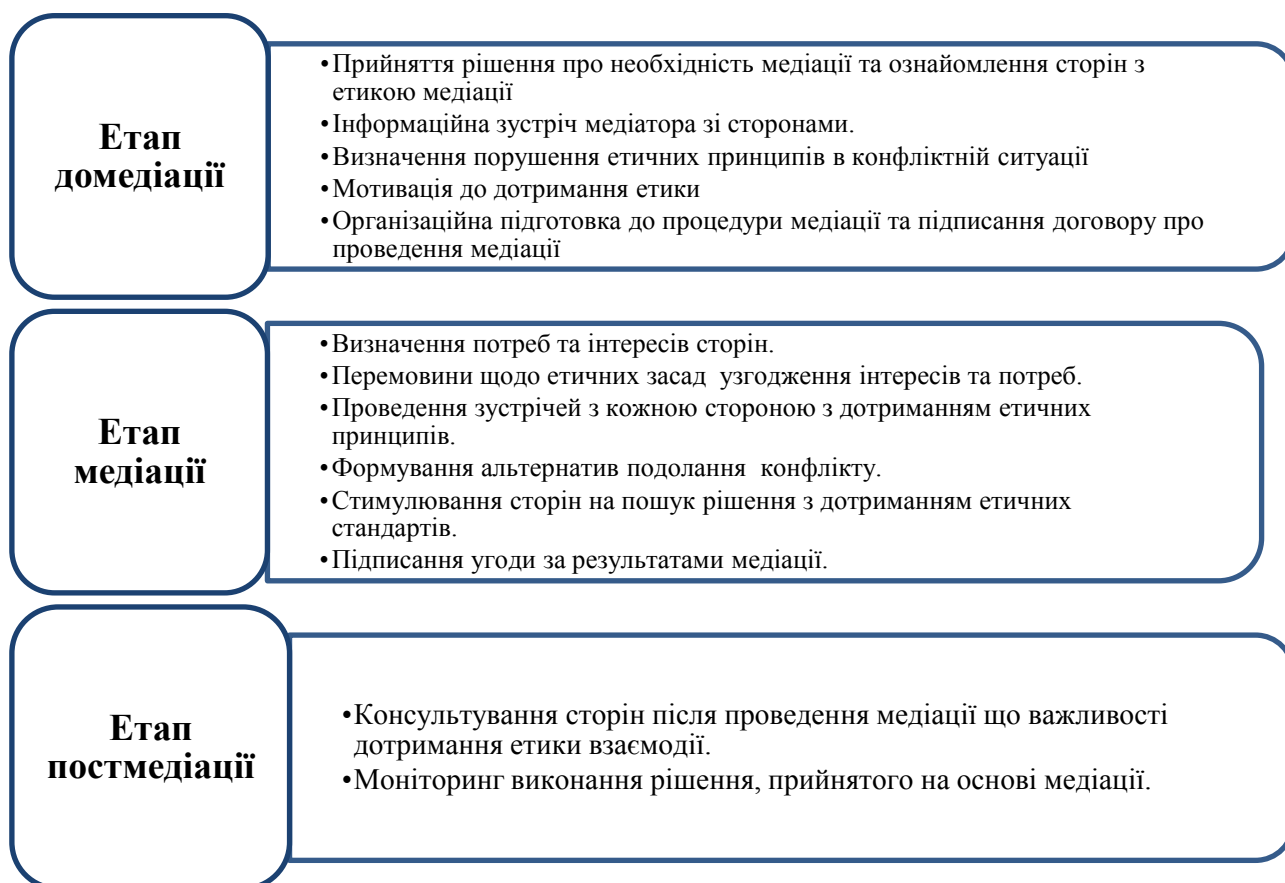 Етап
домедіації
•Прийняття рішення про необхідність медіації та ознайомлення сторін з
етикою медіації
•Інформаційна зустріч медіатора зі сторонами.
•Визначення порушення етичних принципів в конфліктній ситуації
•Мотивація до дотримання етики
•Організаційна підготовка до процедури медіації та підписання договору про
проведення медіації
Етап
медіації
•Визначення потреб та інтересів сторін.
•Перемовини щодо етичних засад  узгодження інтересів та потреб.
•Проведення зустрічей з кожною стороною з дотриманням етичних
принципів.
•Формування альтернатив подолання  конфлікту.
•Стимулювання сторін на пошук рішення з дотриманням етичних
стандартів.
•Підписання угоди за результатами медіації.
Етап
постмедіації
•Консультування сторін після проведення медіації що важливості
дотримання етики взаємодії.
•Моніторинг виконання рішення, прийнятого на основі медіації.